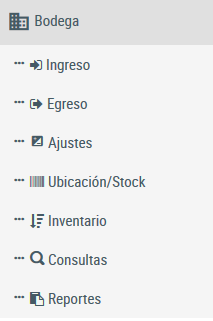 Bodega
Ingreso
Egreso
Ajustes
Ubicación/Stock
Inventario
Consultas
Reportes